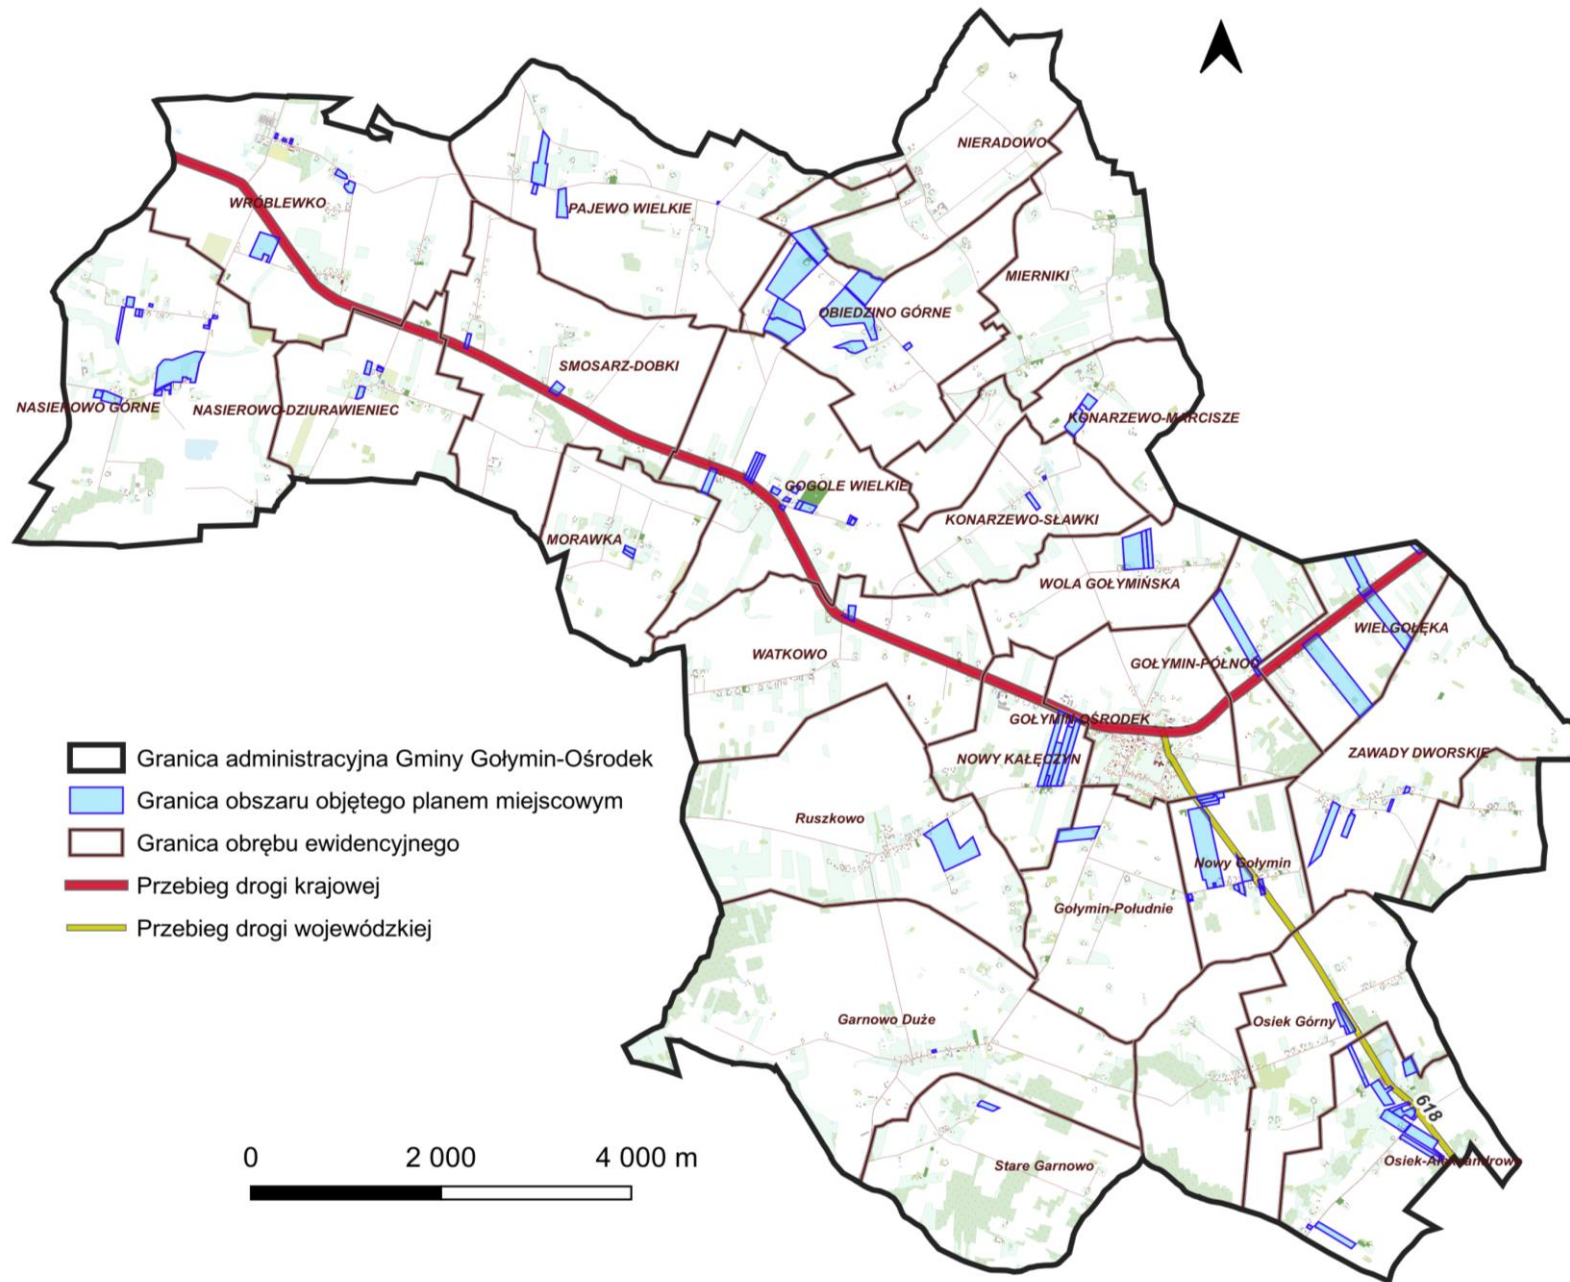 NIERADOWO
WRÓBLEWKO
PAJEWO WIELKIE
MIERNIKI
OBIEDZINO GÓRNE
SMOSARZ-DOBKI
NASIEROWO GÓRNE
NASIEROWO-DZIURAWIENIEC
KONARZEWO-MARCISZE
GOGOLE WIELKIE
KONARZEWO-SŁAWKI
MORAWKA
WOLA GOŁYMIŃSKA
WIELGOŁĘKA
WATKOWO
GOŁYMIN-PÓŁNOC
GOŁYMIN-OŚRODEK
NOWY KAŁĘCZYN
ZAWADY DWORSKIE
Granica administracyjna Gminy Gołymin-Ośrodek
Granica obszaru objętego planem miejscowym
Granica obrębu ewidencyjnego
Przebieg drogi krajowej
Przebieg drogi wojewódzkiej
Ruszkowo
Nowy Gołymin
Gołymin-Południe
Garnowo Duże
Osiek Górny
618
Stare Garnowo
Osiek-Aleksandrowo
0 2 000 4 000 m